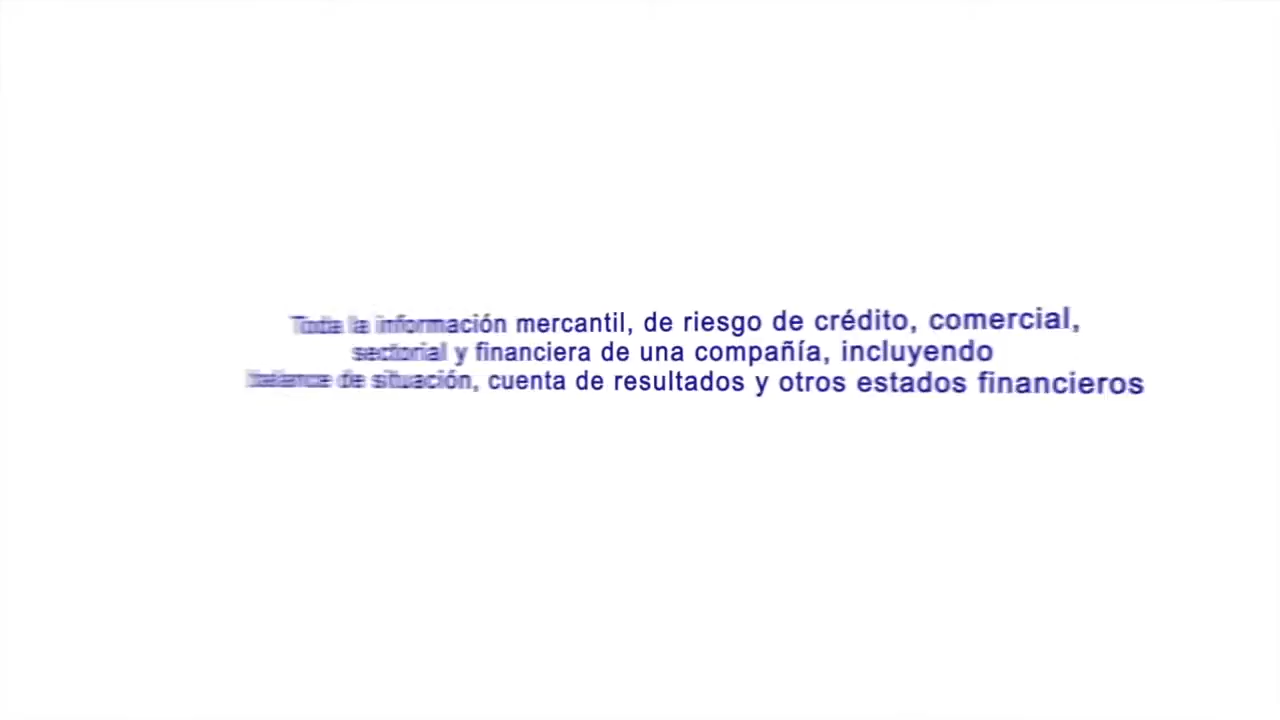 Toda la información mercantil, de riesgo de crédito, comercial,
sectorial y financiera de una compañía, incluyendo
balance de situación, cuenta de resultados y otros estados financieros